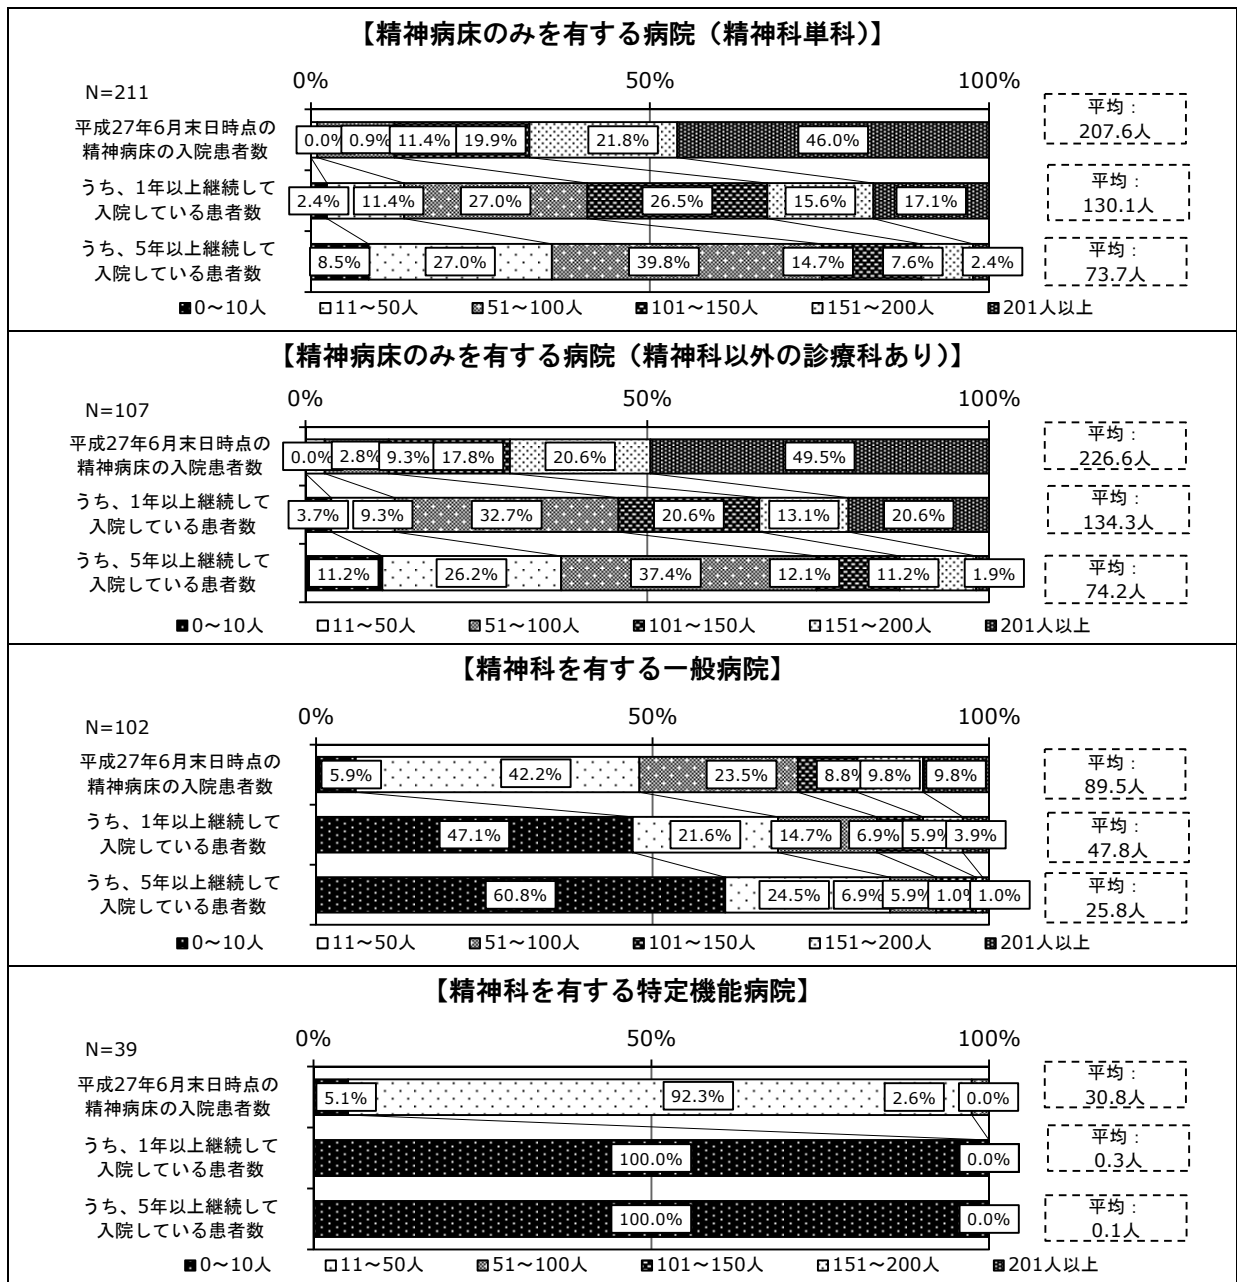 【精神病床のみを有する病院（精神科単科）】
0% 50% 100%
N=211
平成27年6月末日時点の
精神病床の入院患者数
0.0% 0.9% 11.4% 19.9% 21.8% 46.0%
平均：
207.6人
うち、1年以上継続して
入院している患者数
2.4% 11.4% 27.0% 26.5% 15.6% 17.1%
平均：
130.1人
うち、5年以上継続して
入院している患者数
8.5% 27.0% 39.8% 14.7% 7.6% 2.4%
平均：
73.7人
0～10人 11～50人 51～100人 101～150人 151～200人 201人以上
【精神病床のみを有する病院（精神科以外の診療科あり）】
0% 50% 100%
N=107
平成27年6月末日時点の
精神病床の入院患者数
0.0% 2.8% 9.3% 17.8% 20.6% 49.5%
平均：
226.6人
うち、1年以上継続して
入院している患者数
3.7% 9.3% 32.7% 20.6% 13.1% 20.6%
平均：
134.3人
うち、5年以上継続して
入院している患者数
11.2% 26.2% 37.4% 12.1% 11.2% 1.9%
平均：
74.2人
0～10人 11～50人 51～100人 101～150人 151～200人 201人以上
【精神科を有する一般病院】
0% 50% 100%
N=102
平成27年6月末日時点の
精神病床の入院患者数
5.9% 42.2% 23.5% 8.8% 9.8% 9.8%
平均：
89.5人
うち、1年以上継続して
入院している患者数
47.1% 21.6% 14.7% 6.9% 5.9% 3.9%
平均：
47.8人
うち、5年以上継続して
入院している患者数
60.8% 24.5% 6.9% 5.9% 1.0% 1.0%
平均：
25.8人
0～10人 11～50人 51～100人 101～150人 151～200人 201人以上
【精神科を有する特定機能病院】
0% 50% 100%
N=39
平成27年6月末日時点の
精神病床の入院患者数
5.1% 92.3% 2.6% 0.0%
平均：
30.8人
うち、1年以上継続して
入院している患者数
100.0% 0.0%
平均：
0.3人
うち、5年以上継続して
入院している患者数
100.0% 0.0%
平均：
0.1人
0～10人 11～50人 51～100人 101～150人 151～200人 201人以上